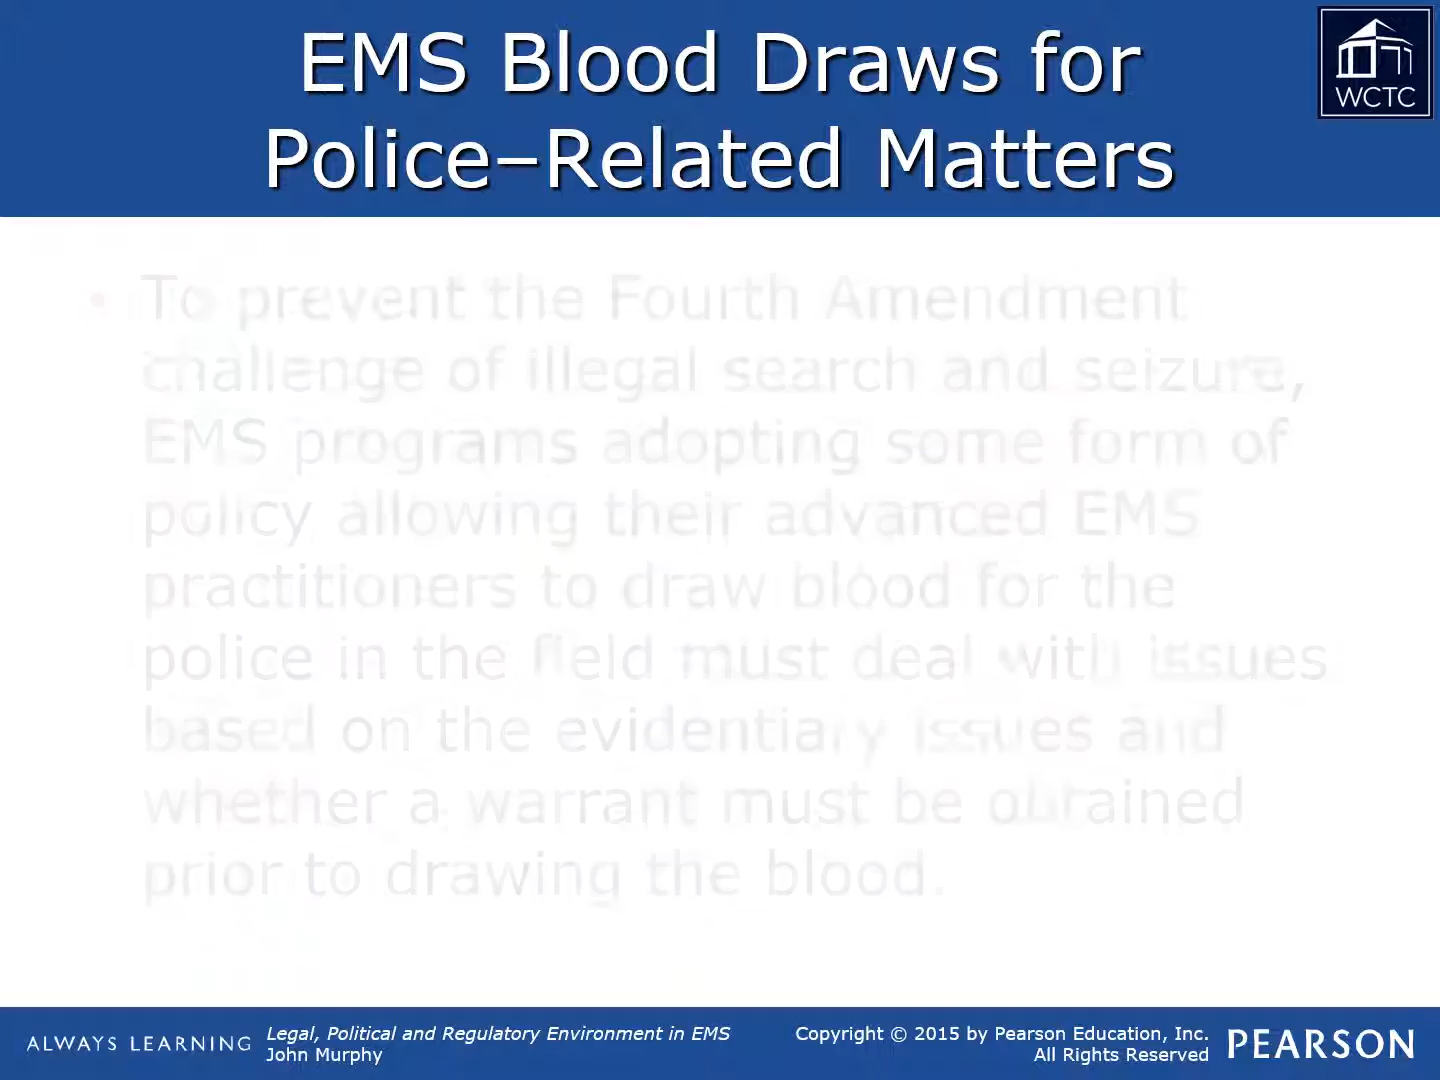 EMS Blood Draws for
Police–Related Matters
WCTC
• To prevent the Fourth Amendment
challenge of illegal search and seizure,
EMS programs adopting some form of
policy allowing their advanced EMS
practitioners to draw blood for the
police in the field must deal with issues
based on the evidentiary issues and
whether a warrant must be obtained
prior to drawing the blood.
ALWAYS LEARNING
Legal, Political and Regulatory Environment in EMS
John Murphy
Copyright © 2015 by Pearson Education, Inc.
All Rights Reserved
PEARSON